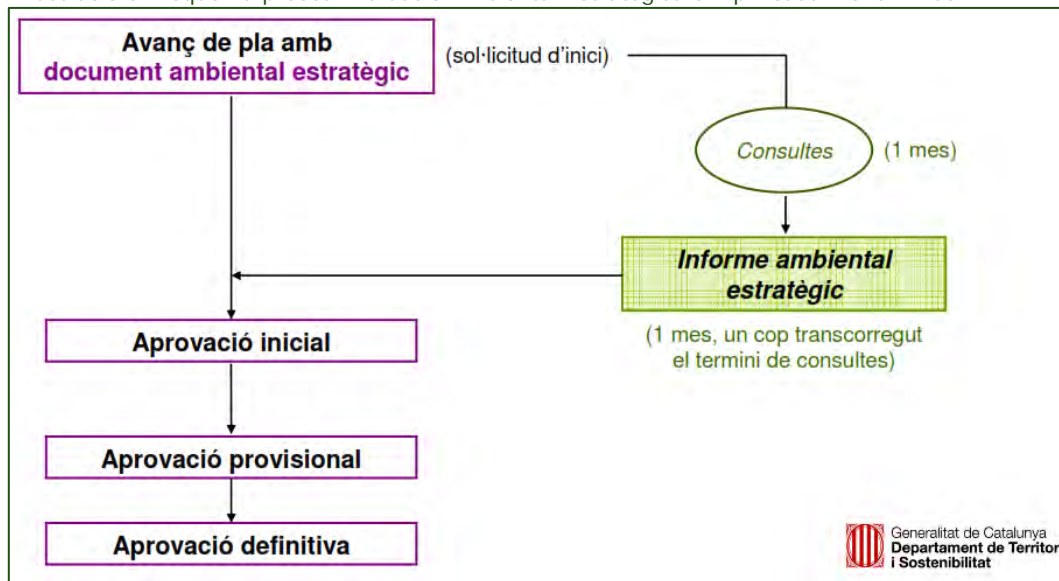 Avanç de pla amb
document ambiental estratègic
(sol·licitud d'inici)
Consultes
(1 mes)
Informe ambiental
estratègic
(1 mes, un cop transcorregut
el termini de consultes)
Aprovació inicial
Aprovació provisional
Aprovació definitiva
Generalitat de Catalunya
Departament de Territor
i Sostenibilitat